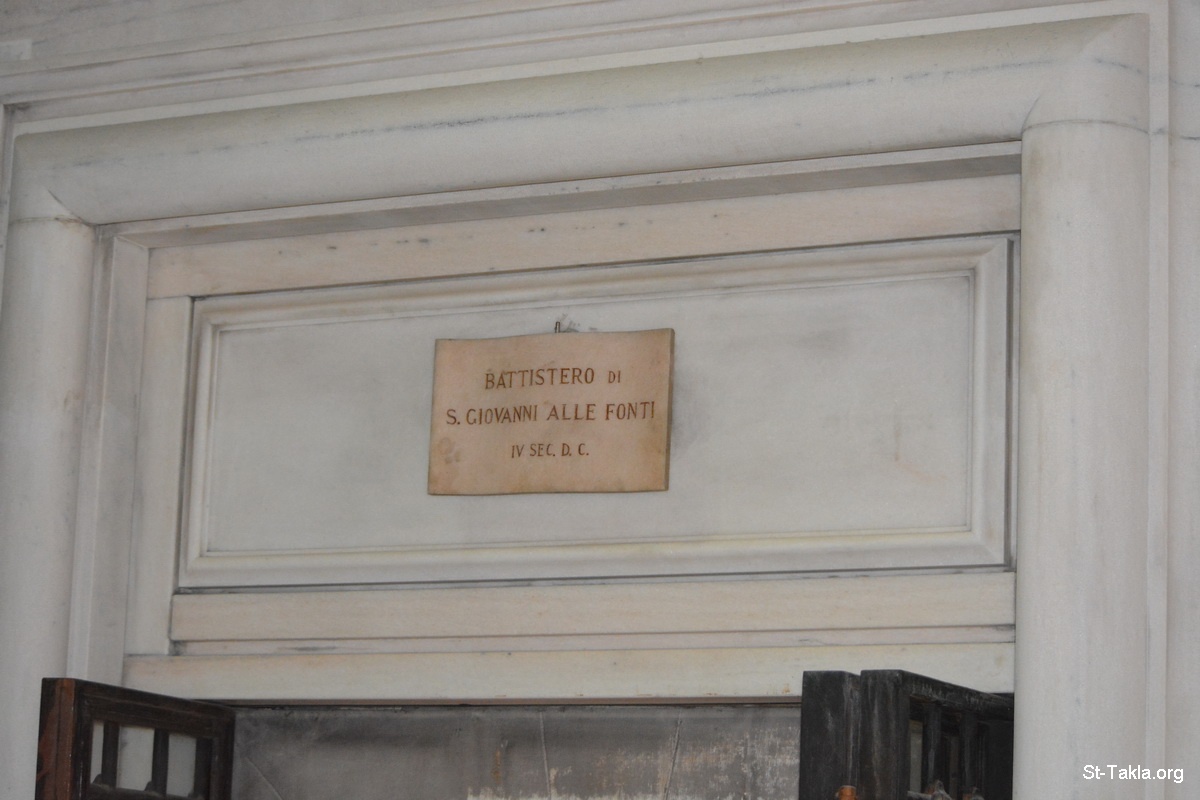 BATTISTERO DI
S. GIOVANNI ALLE FONTI
IV SEC. D. C.
St-Takla.org